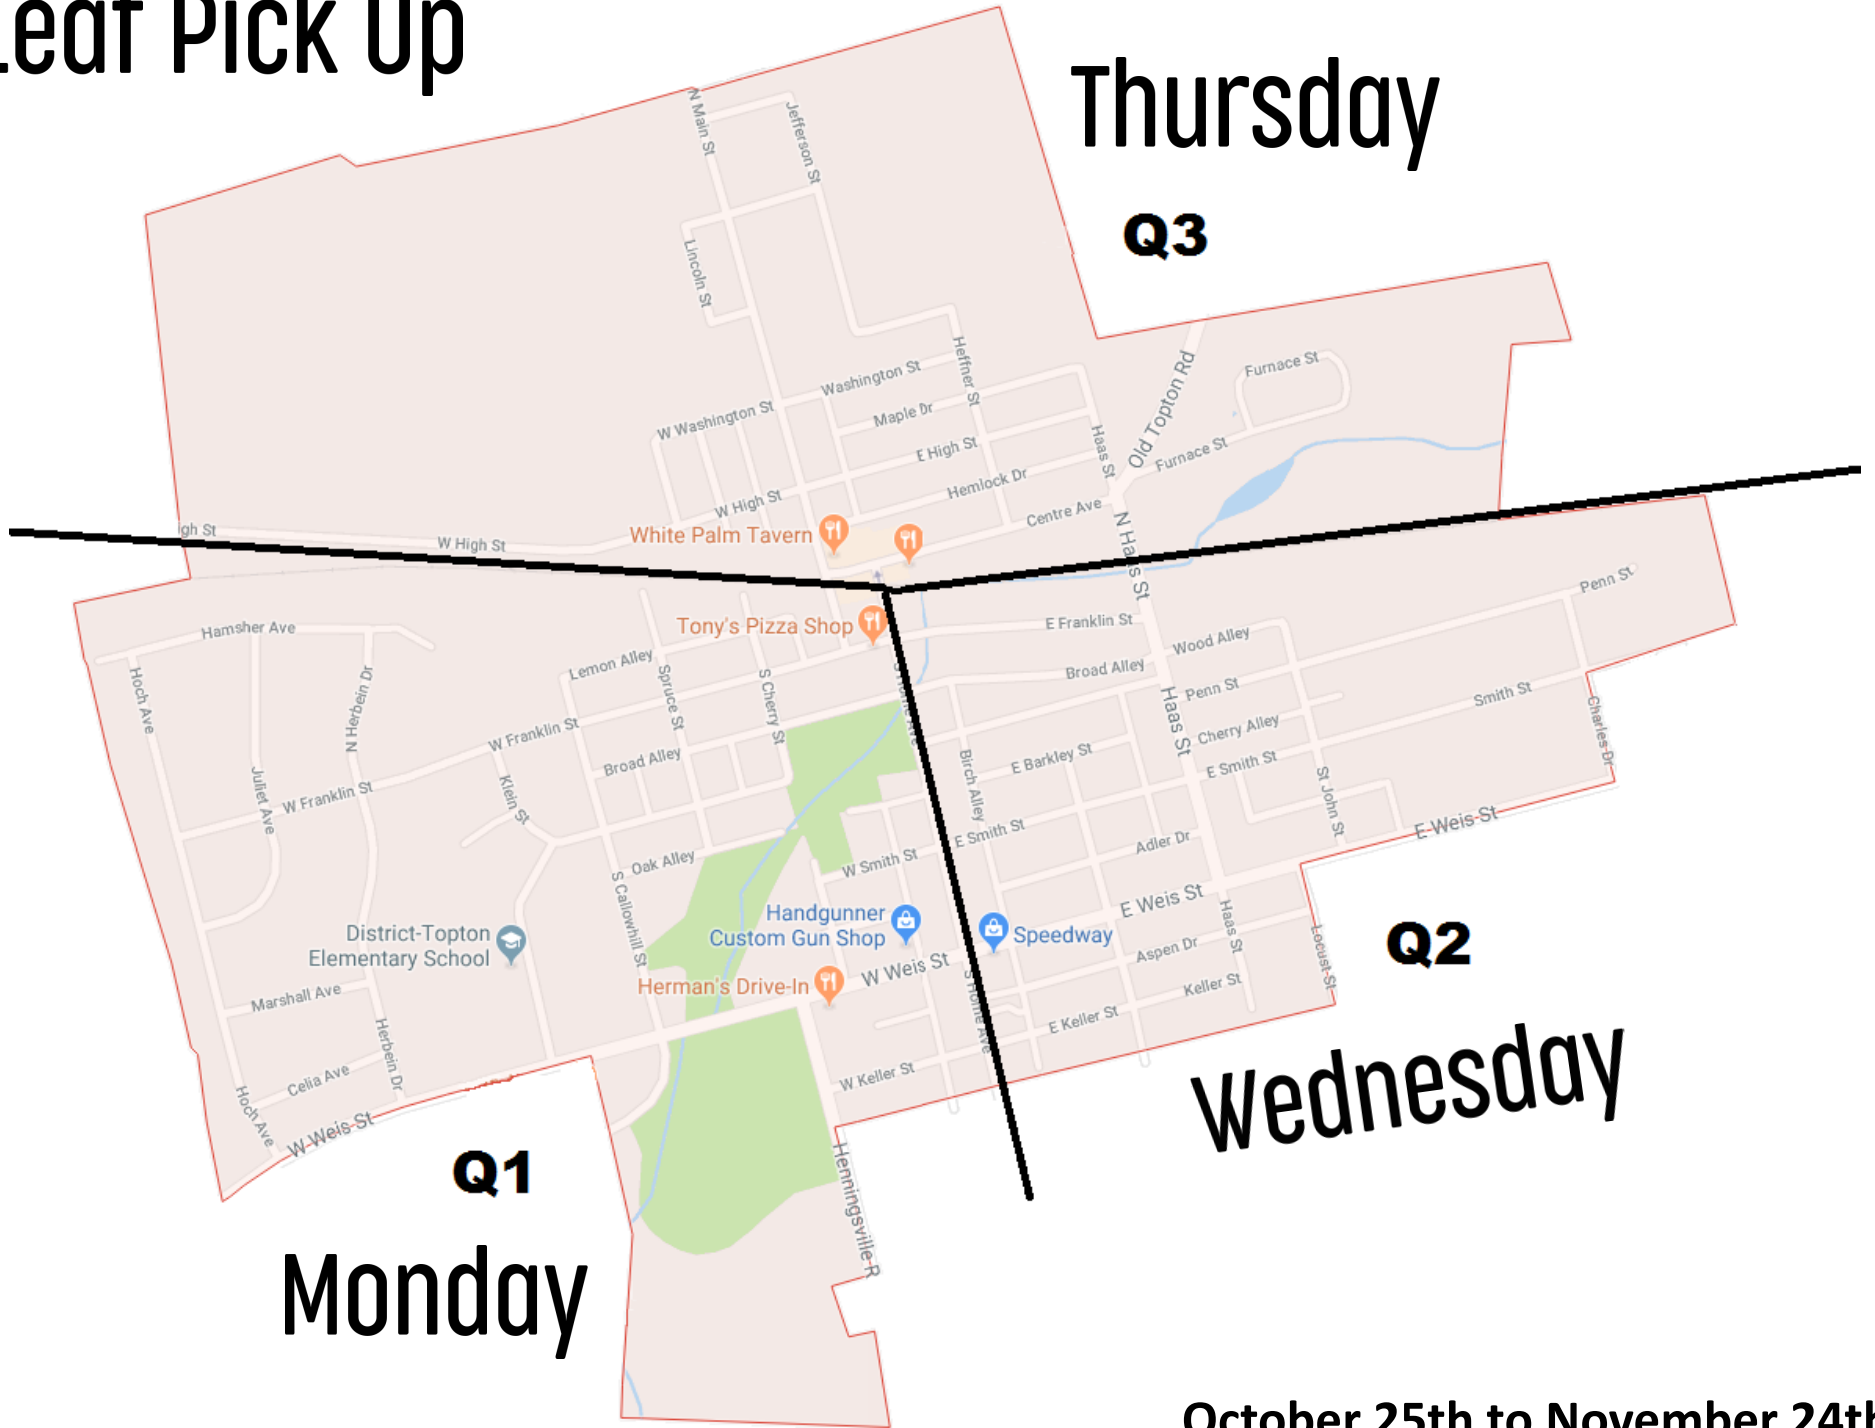 Leaf Pick Up
Thursday
Q3
N Main St
Jefferson St
Lincoln St
Heffner St
Washington St
W Washington St
Maple Dr
E High St
W High St
Hemlock Dr
Centre Ave
Haas St
Old Topton Rd
Furnace St
Furnace St
N Haas St
igh St
W High St
White Palm Tavern
Tony's Pizza Shop
Hamsher Ave
Hoch Ave
N Herbein Dr
Juliet Ave
Lemon Alley
Spruce St
S Cherry St
W Franklin St
W Franklin St
Broad Alley
Klein St
Oak Alley
S Callowhill St
W Smith St
Handgunner
Custom Gun Shop
District-Topton
Elementary School
Herman's Drive-In
W Weis St
Marshall Ave
Herbein Dr
Celia Ave
Hoch Ave
W Weis St
W Keller St
Henningsville R
S Home Ave
S Home Ave
E Franklin St
Broad Alley
Wood Alley
Penn St
Penn St
Cherry Alley
Haas St
Smith St
E Smith St
Charles Dr
St John St
E Barkley St
Birch Alley
E Smith St
Adler Dr
E Weis St
E Weis St
Speedway
Aspen Dr
Haas St
Locust St
Keller St
E Keller St
Q2
Wednesday
Q1
Monday
October 25th to November 24t